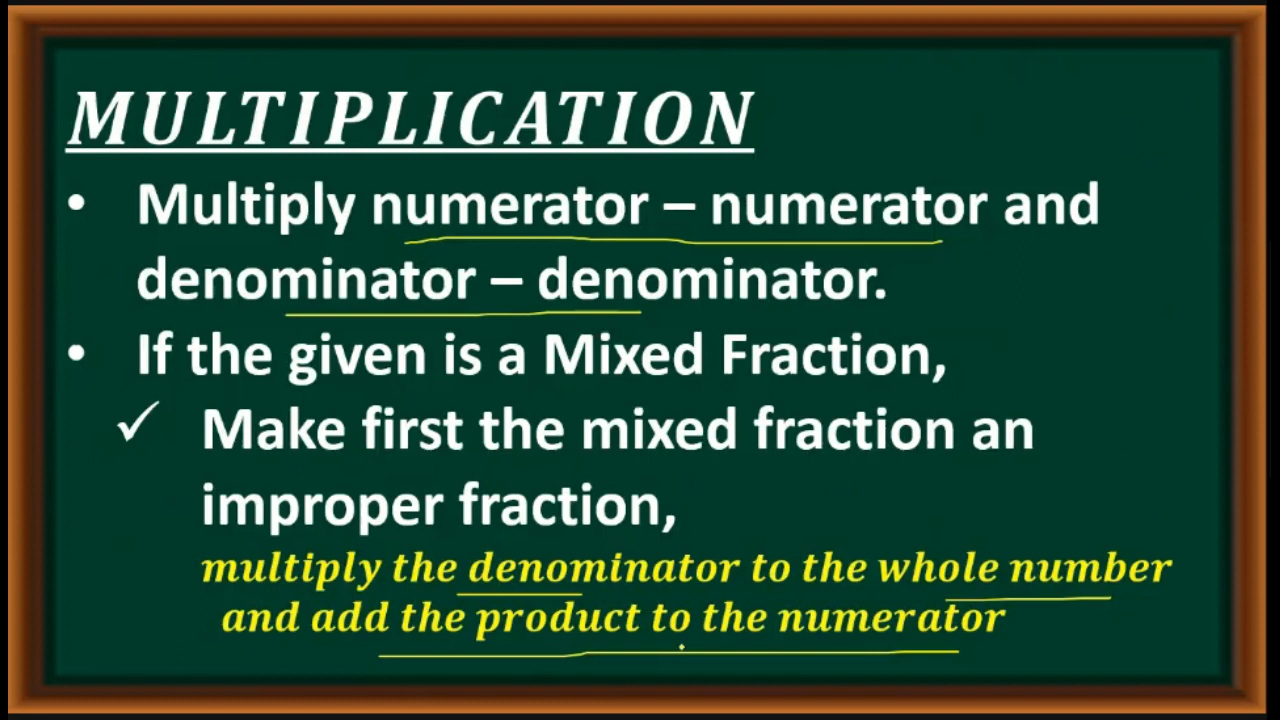 MULTIPLICATION
• Multiply numerator – numerator and
denominator – denominator.
• If the given is a Mixed Fraction,
✓ Make first the mixed fraction an
improper fraction,
multiply the denominator to the whole number
and add the product to the numerator